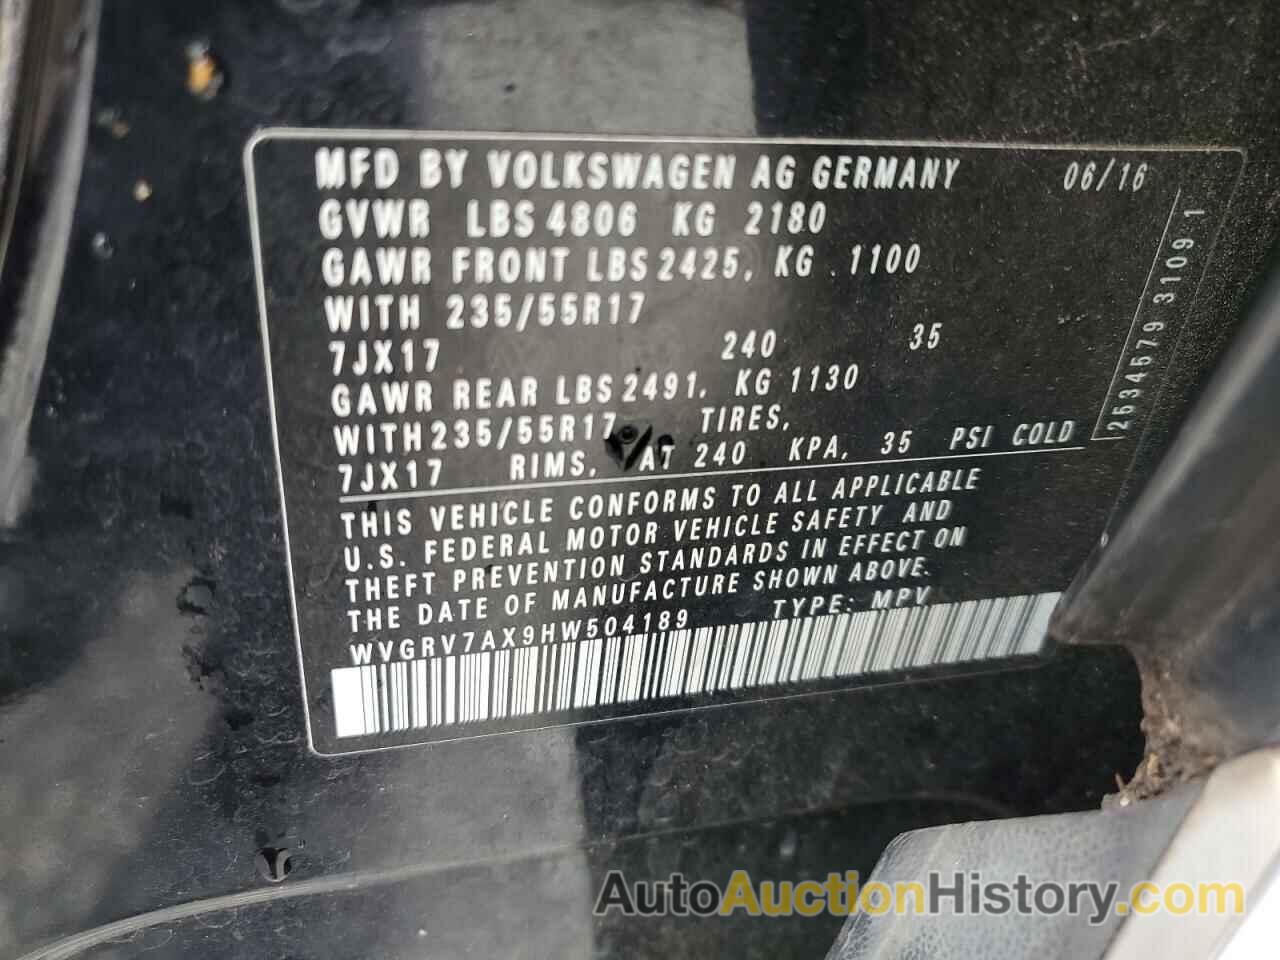 MFD BY VOLKSWAGEN AG GERMANY 06/16
GVWR LBS 4806 KG 2180
GAWR FRONT LBS 2425, KG . 1100
WITH 235/55R17
7JX17 240 35
GAWR REAR LBS 2491, KG 1130
WITH 235/55R17 TIRES,
7JX17 RIMS, AT 240 KPA, 35 PSI COLD
THIS VEHICLE CONFORMS TO ALL APPLICABLE
U.S. FEDERAL MOTOR VEHICLE SAFETY AND
THEFT PREVENTION STANDARDS IN EFFECT ON
THE DATE OF MANUFACTURE SHOWN ABOVE.
WVGRV7AX9HW504189 TYPE: MPV
2534579 3109 1
AutoAuctionHistory.com